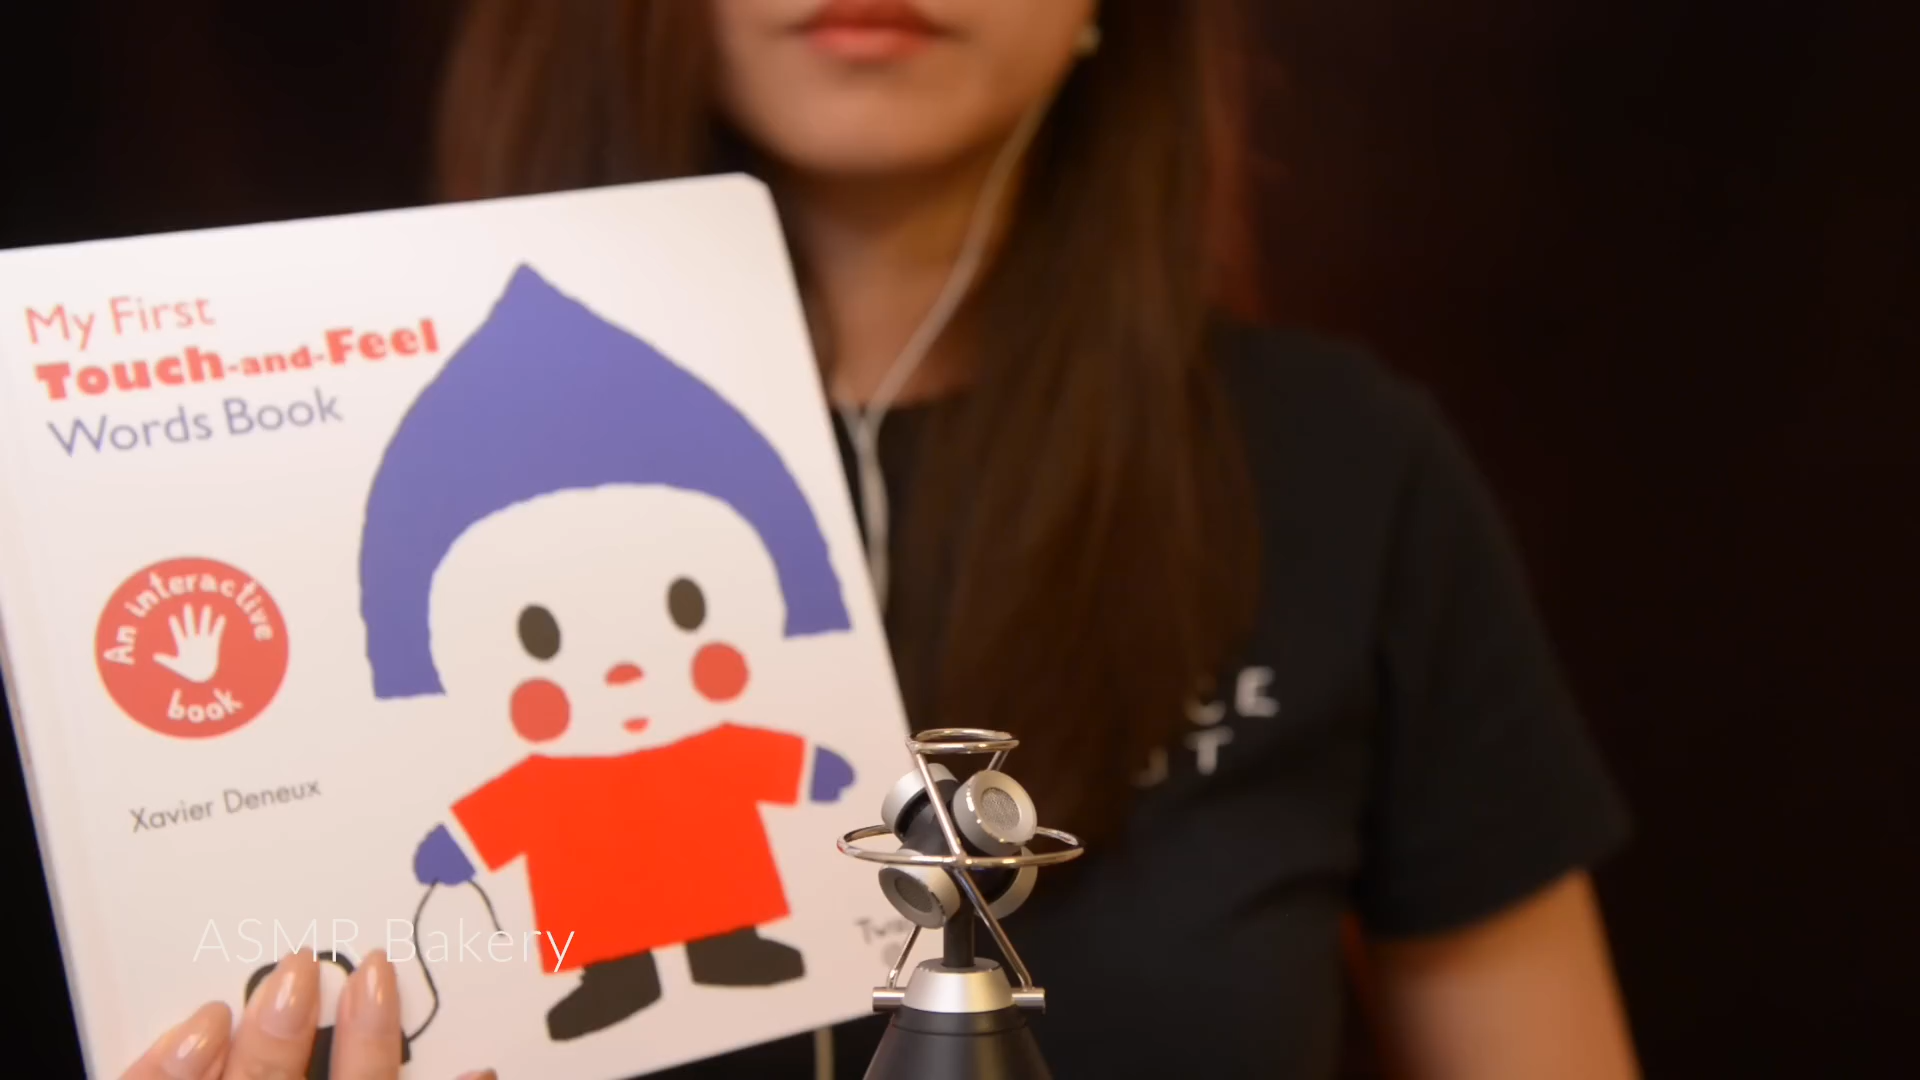 My First
Touch-and-Feel
Words Book
An interactive
book
Xavier Deneux
ASMR Bakery